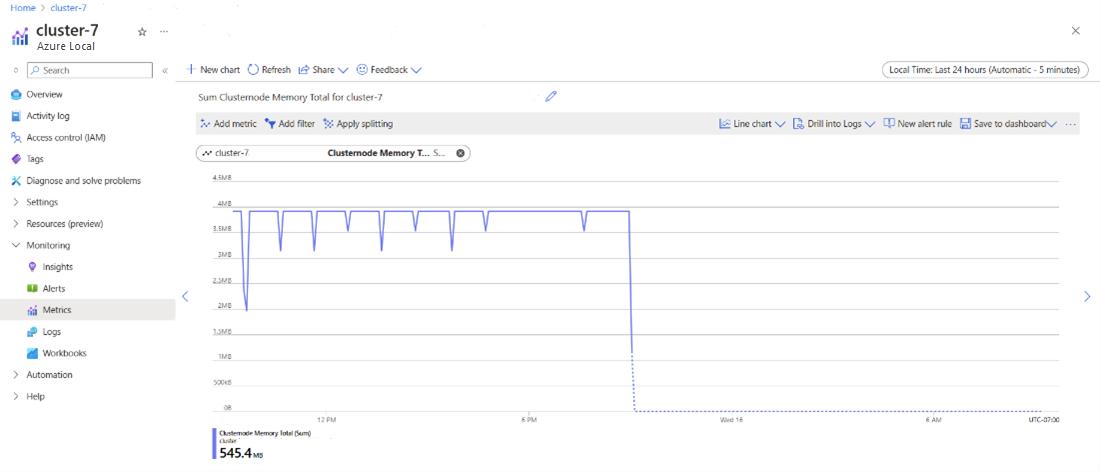 Home > cluster-7
cluster-7
Azure Local
Search
Overview
Activity log
Access control (IAM)
Tags
Diagnose and solve problems
Settings
Resources (preview)
Monitoring
Insights
Alerts
Metrics
Logs
Workbooks
Automation
Help
New chart Refresh Share Feedback
Local Time: Last 24 hours (Automatic - 5 minutes)
Sum Clusternode Memory Total for cluster-7
Add metric Add filter Apply splitting
Line chart Drill into Logs New alert rule Save to dashboard
cluster-7 Clusternode Memory T... S...
4.5MB
4MB
3.5MB
3MB
2.5MB
2MB
1.5MB
1MB
500kB
0B
12 PM 6 PM Wed 16 6 AM UTC-07:00
Clusternode Memory Total (Sum)
cluster
545.4 MB